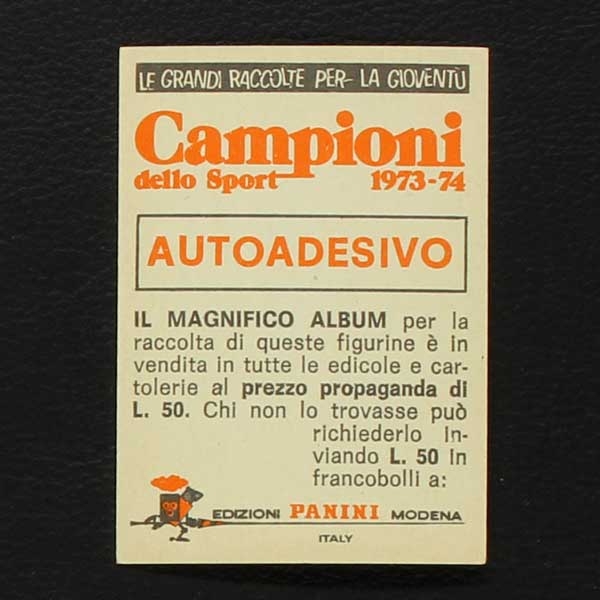 LE GRANDI RACCOLTE PER LA GIOVENTÙ
Campioni
dello Sport 1973-74
AUTOADESIVO
IL MAGNIFICO ALBUM per la
raccolta di queste figurine è in
vendita in tutte le edicole e car-
tolerie al prezzo propaganda di
L. 50. Chi non lo trovasse può
richiederlo in-
viando L. 50 in
francobolli a:
EDIZIONI PANINI MODENA
ITALY